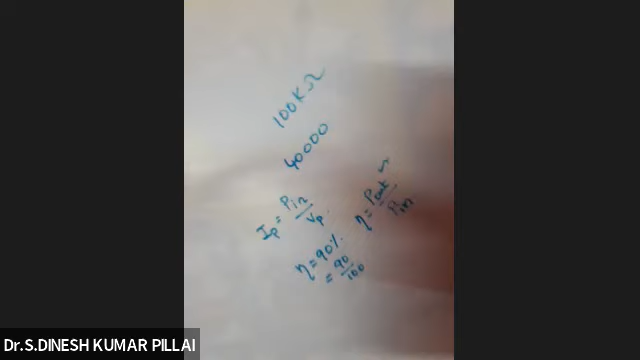 100KΩ
40000
Ip = Pin/Vp
η = Pout/Pin
η = 90%
= 90/100
Dr.S.DINESH KUMAR PILLAI